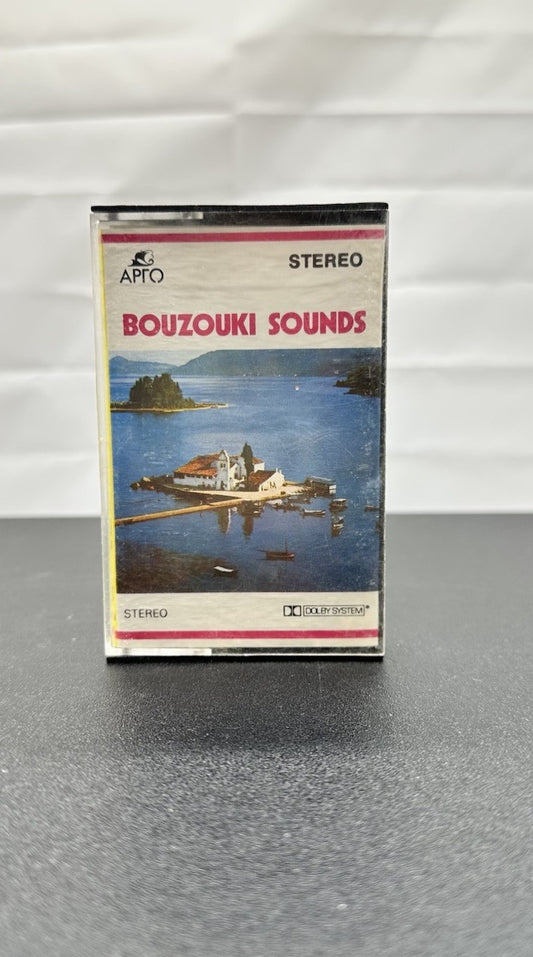 ΑΡΓΟ
STEREO
BOUZOUKI SOUNDS
STEREO
DOLBY SYSTEM